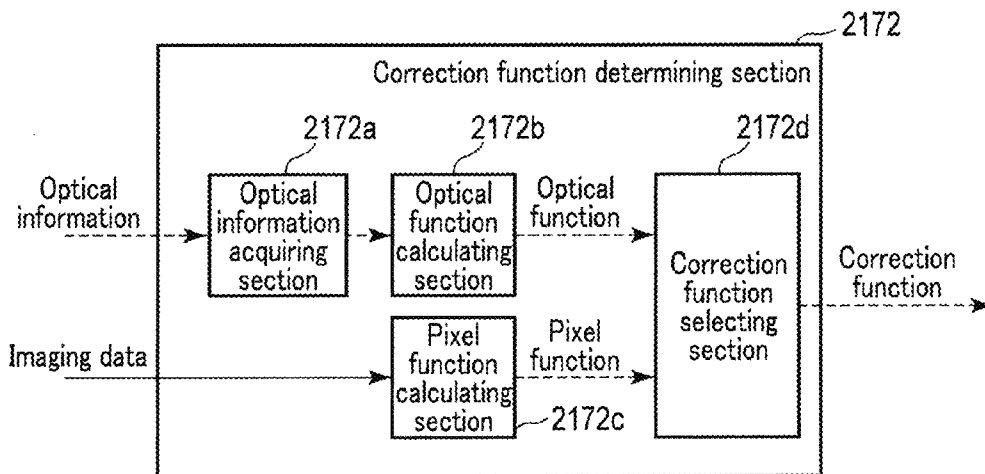 2172
Correction function determining section
2172a
2172b
2172d
Optical
information
Optical
information
acquiring
section
Optical
function
calculating
section
Optical
function
Correction
function
selecting
section
Correction
function
Imaging data
Pixel
function
calculating
section
Pixel
function
2172c